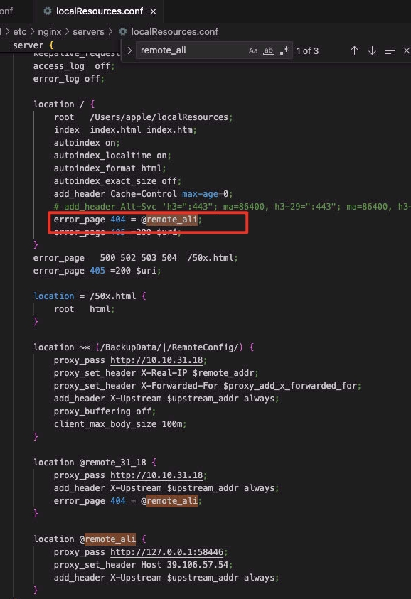 onf
localResources.conf
etc > nginx > servers >
localResources.conf
server {
remote_ali
Aa
ab
1 of 3
keepalive_request
access_log off;
error_log off;
location / {
root /Users/apple/localResources;
index index.html index.htm;
autoindex on;
autoindex_localtime on;
autoindex_format html;
autoindex_exact_size off;
add_header Cache-Control max-age=0;
# add_header Alt-Svc 'h3=":443"; ma=86400, h3-29=":443"; ma=86400, h3-
error_page 404 = @remote_ali;
error_page 405 =200 $uri;
}
error_page 500 502 503 504 /50x.html;
error_page 405 =200 $uri;
location = /50x.html {
root html;
}
location ~* (/BackupData/|/RemoteConfig/) {
proxy_pass http://10.10.31.18;
proxy_set_header X-Real-IP $remote_addr;
proxy_set_header X-Forwarded-For $proxy_add_x_forwarded_for;
add_header X-Upstream $upstream_addr always;
proxy_buffering off;
client_max_body_size 100m;
}
location @remote_31_18 {
proxy_pass http://10.10.31.18;
add_header X-Upstream $upstream_addr always;
error_page 404 = @remote_ali;
}
location @remote_ali {
proxy_pass http://127.0.0.1:58446;
proxy_set_header Host 39.106.57.54;
add_header X-Upstream $upstream_addr always;
}